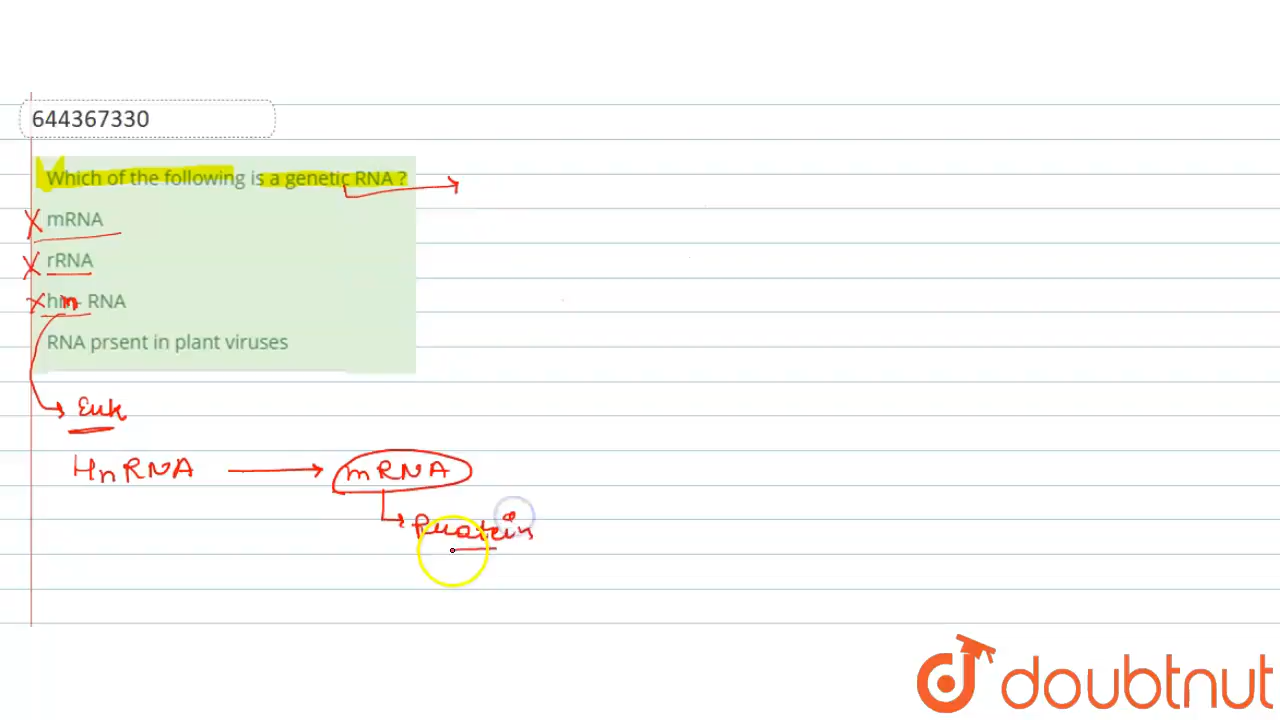 644367330
Which of the following is a genetic RNA ?
mRNA
rRNA
hn- RNA
RNA prsent in plant viruses
Euk
HnRNA → mRNA
Protein
doubtnut